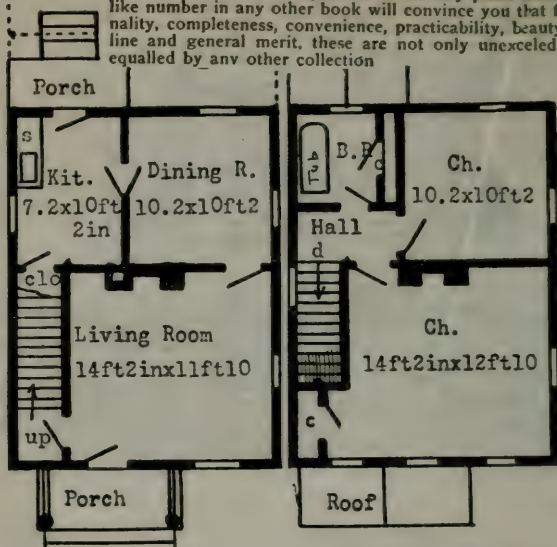 like number in any other book will convince you that
nality, completeness, convenience, practicability, beauty
line and general merit, these are not only unexceled
equalled by any other collection
Porch
S
Kit.
7.2x10ft
2in
Dining R.
10.2x10ft2
clo
Living Room
14ft2inx11ft10
up
Porch
Tub
B.R
c
Ch.
10.2x10ft2
Hall
d
Ch.
14ft2inx12ft10
c
Roof